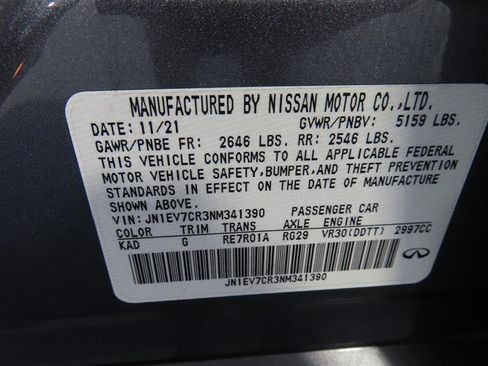 MANUFACTURED BY NISSAN MOTOR CO.,LTD.
DATE: 11/21 GVWR/PNBV: 5159 LBS.
GAWR/PNBE FR: 2646 LBS. RR: 2546 LBS.
THIS VEHICLE CONFORMS TO ALL APPLICABLE FEDERAL
MOTOR VEHICLE SAFETY,BUMPER,AND THEFT PREVENTION
STANDARDS IN EFFECT ON THE DATE OF MANUFACTURE
SHOWN ABOVE.
VIN: JN1EV7CR3NM341390 PASSENGER CAR
COLOR TRIM TRANS AXLE ENGINE
KAD G RE7R01A RG29 VR30(DDTT) 2997CC
JN1EV7CR3NM341390